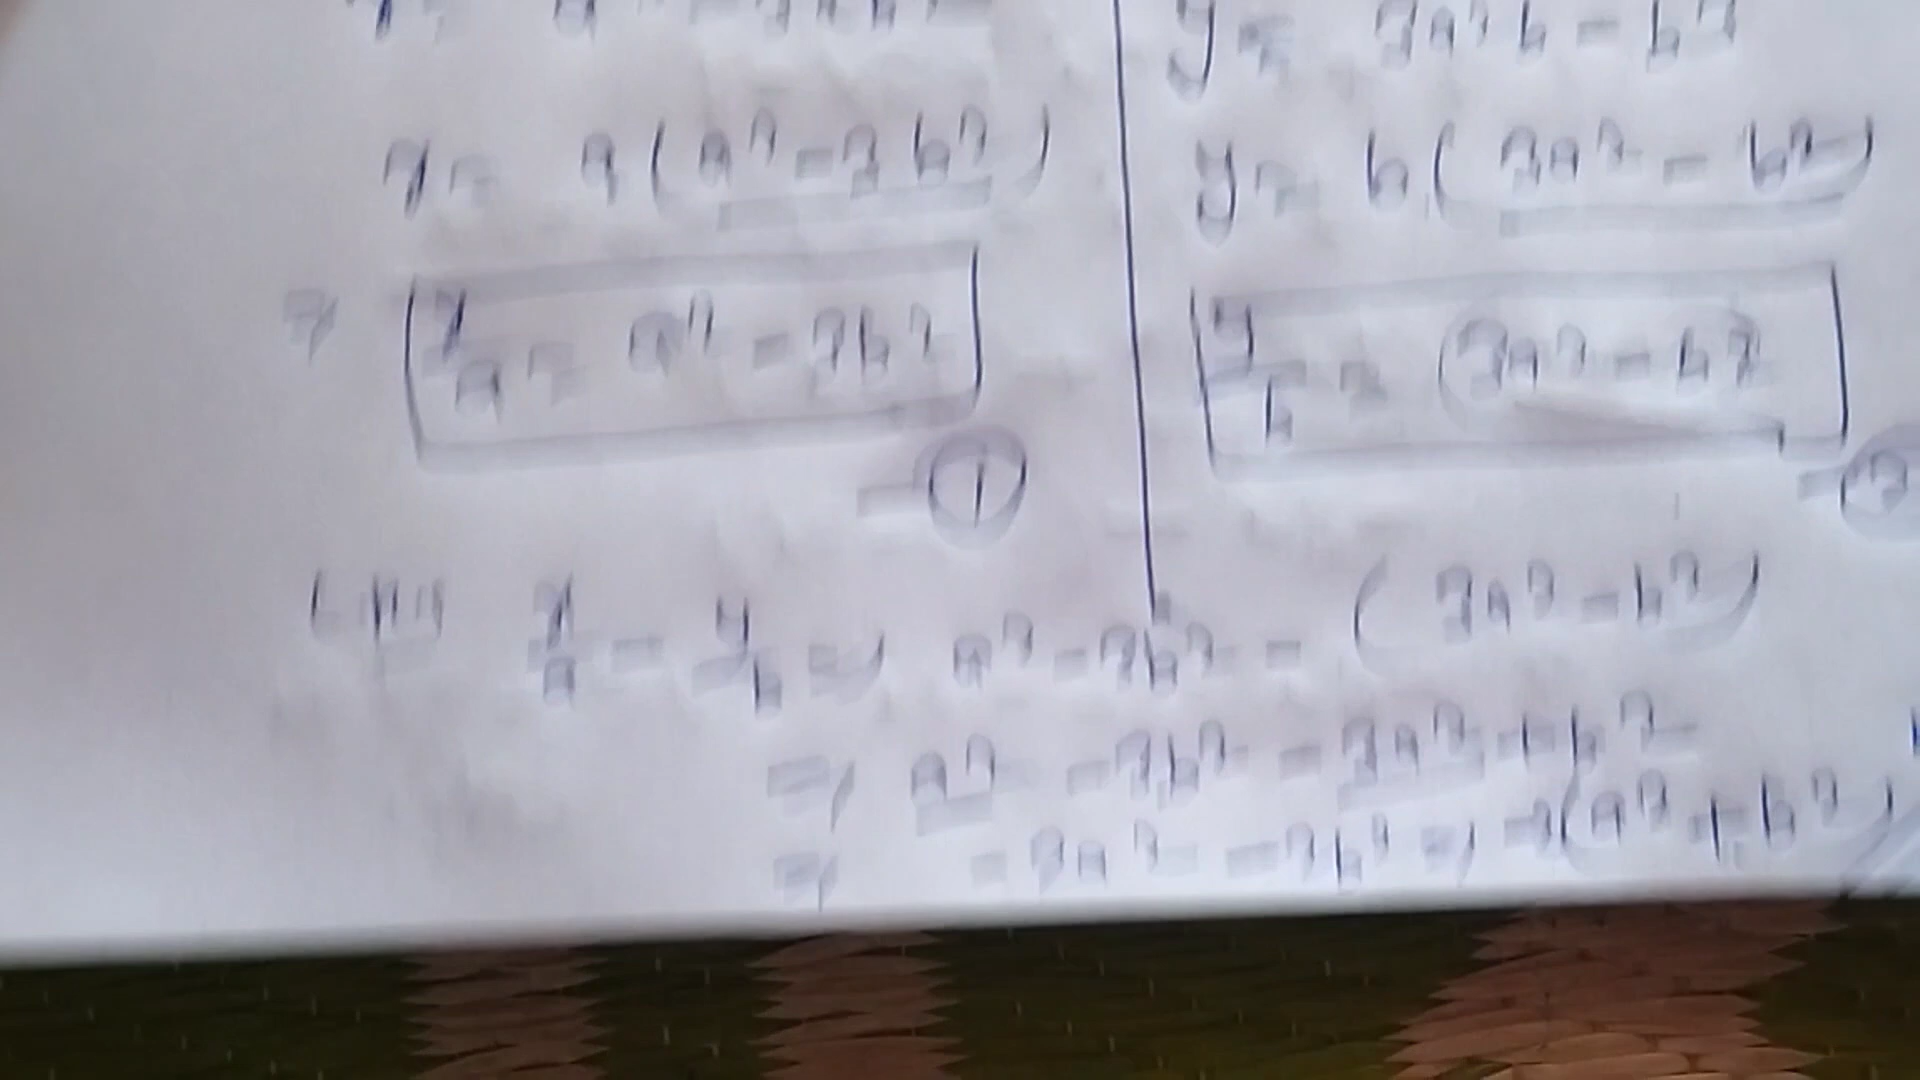 y = 3a²b - b³
x = a(a² - 3b²)
y = b(3a² - b²)
⇒ x/a = a² - 3b²
y/b = (3a² - b²
- ①
- ②
x/a - y/b ⇒ a² - 3b² - (3a² - b²)
⇒ a² - 3b² - 3a² + b²
⇒ - 2a² - 2b² ⇒ -2(a² + b²)